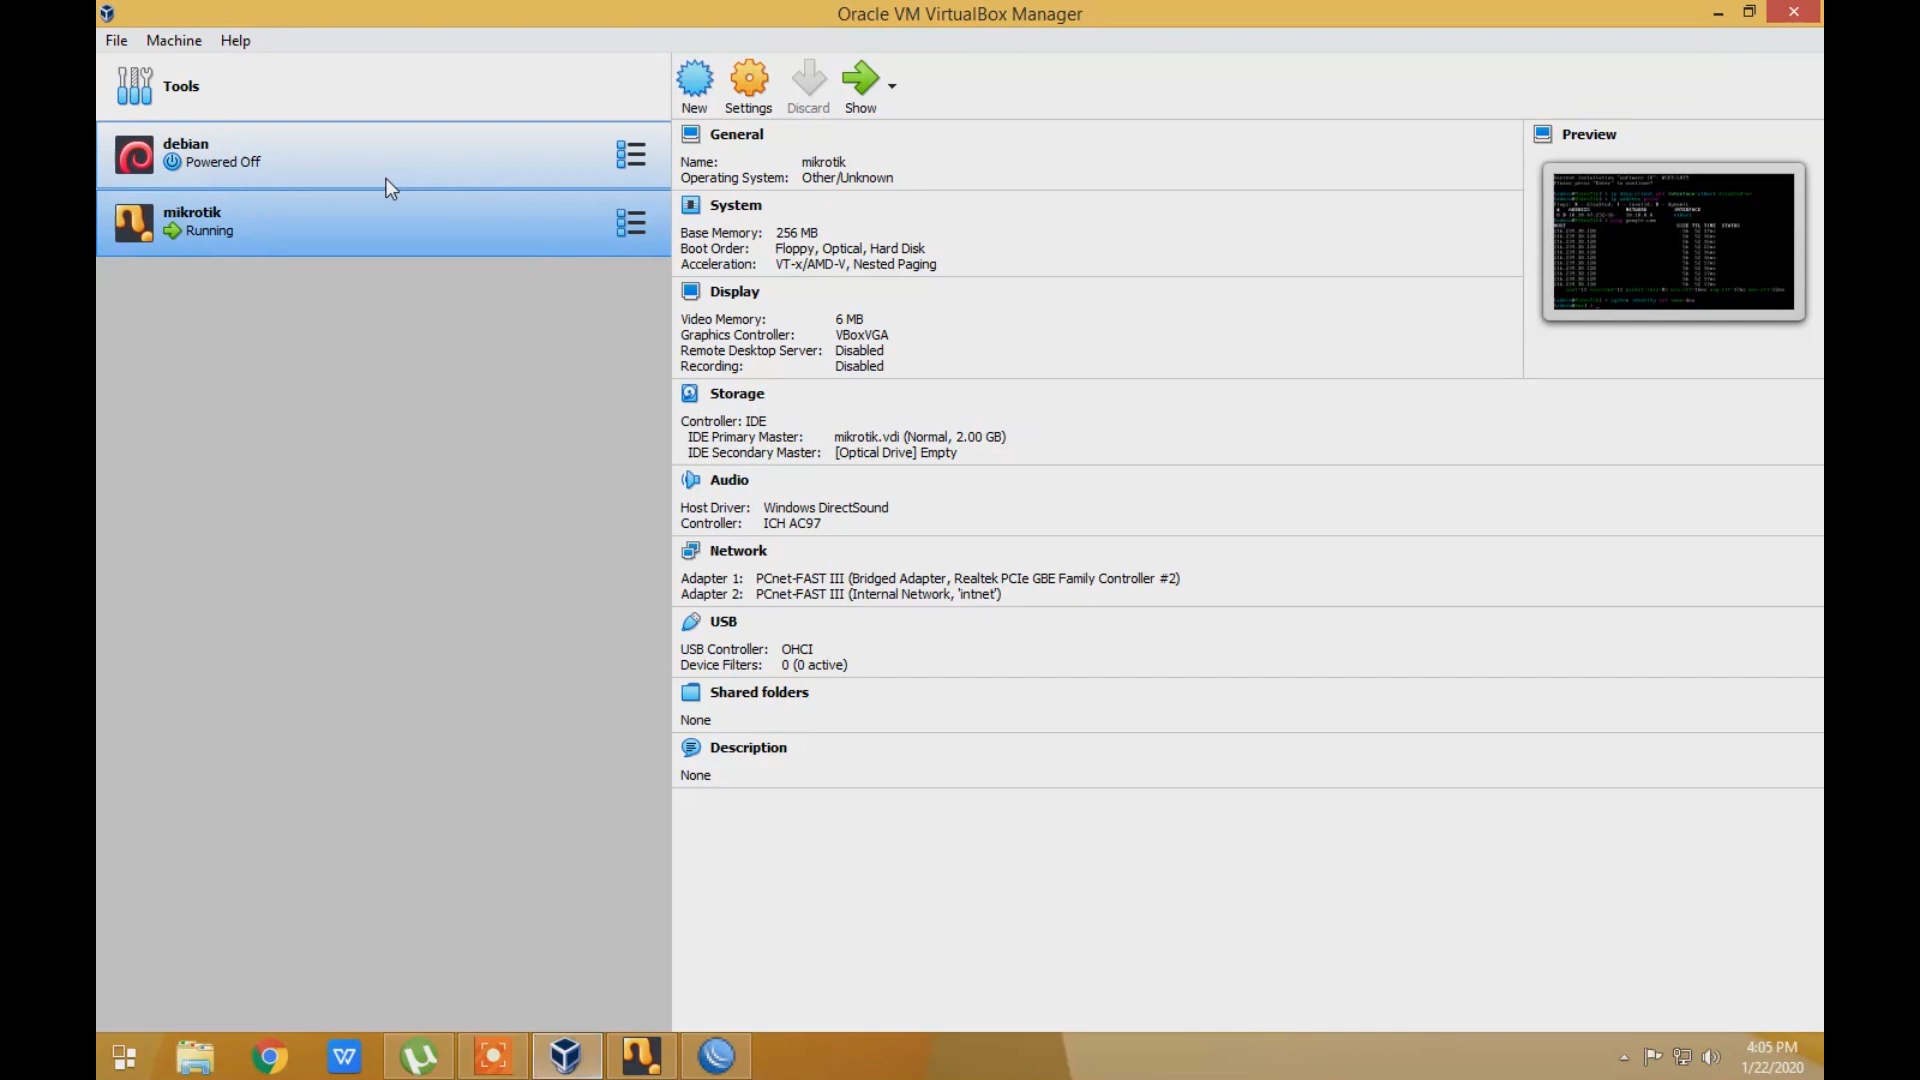 Oracle VM VirtualBox Manager
File Machine Help
Tools
New Settings Discard Show
debian
Powered Off
mikrotik
Running
General
Name: mikrotik
Operating System: Other/Unknown
System
Base Memory: 256 MB
Boot Order: Floppy, Optical, Hard Disk
Acceleration: VT-x/AMD-V, Nested Paging
Display
Video Memory: 6 MB
Graphics Controller: VBoxVGA
Remote Desktop Server: Disabled
Recording: Disabled
Storage
Controller: IDE
IDE Primary Master: mikrotik.vdi (Normal, 2.00 GB)
IDE Secondary Master: [Optical Drive] Empty
Audio
Host Driver: Windows DirectSound
Controller: ICH AC97
Network
Adapter 1: PCnet-FAST III (Bridged Adapter, Realtek PCIe GBE Family Controller #2)
Adapter 2: PCnet-FAST III (Internal Network, 'intnet')
USB
USB Controller: OHCI
Device Filters: 0 (0 active)
Shared folders
None
Description
None
Preview
4:05 PM
1/22/2020